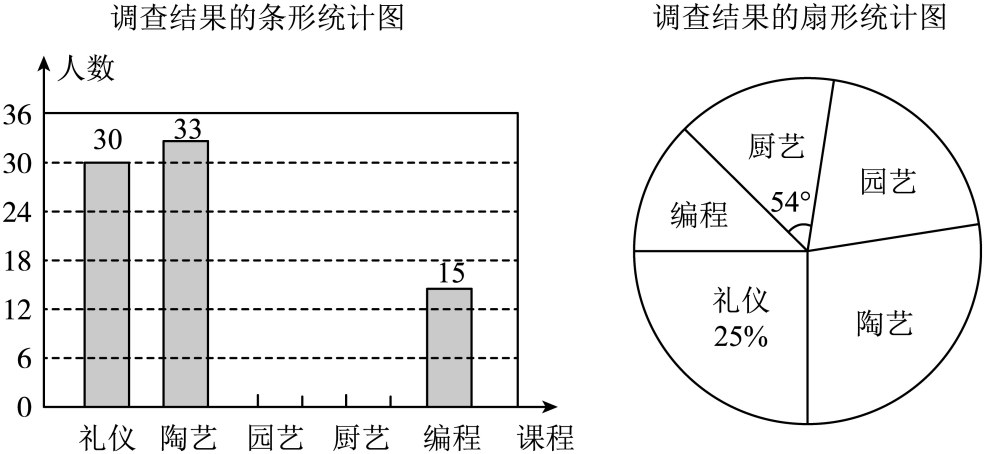 调查结果的条形统计图
人数
36
30
24
18
12
6
0
30
33
15
礼仪 陶艺 园艺 厨艺 编程 课程
调查结果的扇形统计图
厨艺
54°
园艺
编程
礼仪
25%
陶艺